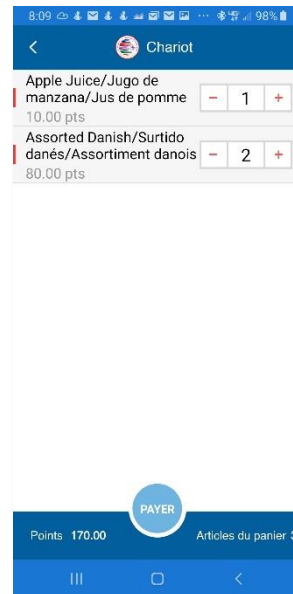 8:09 98%
Chariot
Apple Juice/Jugo de
manzana/Jus de pomme
- 1 +
10.00 pts
Assorted Danish/Surtido
danés/Assortiment danois
- 2 +
80.00 pts
PAYER
Points 170.00
Articles du panier